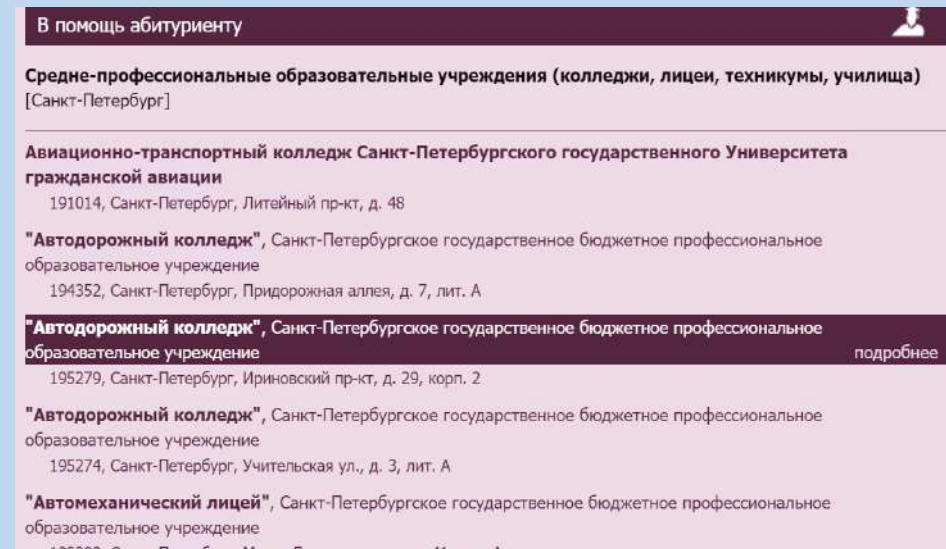 В помощь абитуриенту
Средне-профессиональные образовательные учреждения (колледжи, лицеи, техникумы, училища)
[Санкт-Петербург]
Авиационно-транспортный колледж Санкт-Петербургского государственного Университета
гражданской авиации
191014, Санкт-Петербург, Литейный пр-кт, д. 48
"Автодорожный колледж", Санкт-Петербургское государственное бюджетное профессиональное
образовательное учреждение
194352, Санкт-Петербург, Придорожная аллея, д. 7, лит. А
"Автодорожный колледж", Санкт-Петербургское государственное бюджетное профессиональное
образовательное учреждение подробнее
195279, Санкт-Петербург, Ириновский пр-кт, д. 29, корп. 2
"Автодорожный колледж", Санкт-Петербургское государственное бюджетное профессиональное
образовательное учреждение
195274, Санкт-Петербург, Учительская ул., д. 3, лит. А
"Автомеханический лицей", Санкт-Петербургское государственное бюджетное профессиональное
образовательное учреждение